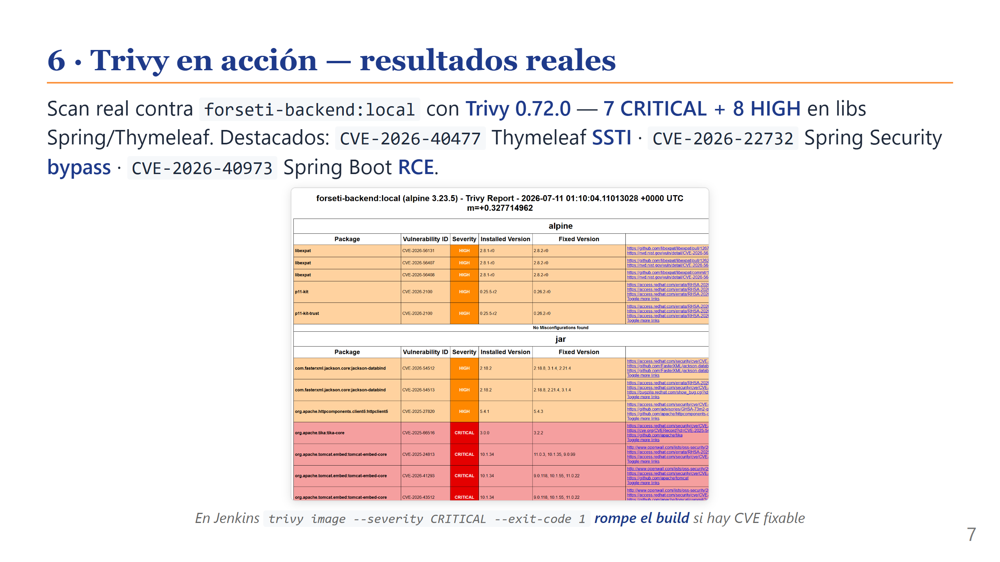 6 · Trivy en acción — resultados reales
Scan real contra forseti-backend:local con Trivy 0.72.0 — 7 CRITICAL + 8 HIGH en libs
Spring/Thymeleaf. Destacados: CVE-2026-40477 Thymeleaf SSTI · CVE-2026-22732 Spring Security
bypass · CVE-2026-40973 Spring Boot RCE.
forseti-backend:local (alpine 3.23.5) - Trivy Report - 2026-07-11 01:10:04.11013028 +0000 UTC
m=+0.327714962
alpine
Package Vulnerability ID Severity Installed Version Fixed Version
libexpat CVE-2026-56131 HIGH 2.8.1-r0 2.8.2-r0
https://github.com/libexpat/libexpat/pull/1267
https://nvd.nist.gov/vuln/detail/CVE-2026-56
libexpat CVE-2026-56407 HIGH 2.8.1-r0 2.8.2-r0
https://github.com/libexpat/libexpat/pull/1262
https://nvd.nist.gov/vuln/detail/CVE-2026-56
libexpat CVE-2026-56408 HIGH 2.8.1-r0 2.8.2-r0
https://github.com/libexpat/libexpat/commit/1
https://nvd.nist.gov/vuln/detail/CVE-2026-56
p11-kit CVE-2026-2100 HIGH 0.25.5-r2 0.26.2-r0
https://access.redhat.com/errata/RHSA-2026
https://access.redhat.com/errata/RHSA-2026
https://access.redhat.com/errata/RHSA-2026
Toggle more links
p11-kit-trust CVE-2026-2100 HIGH 0.25.5-r2 0.26.2-r0
https://access.redhat.com/errata/RHSA-2026
https://access.redhat.com/errata/RHSA-2026
https://access.redhat.com/errata/RHSA-2026
Toggle more links
No Misconfigurations found
jar
Package Vulnerability ID Severity Installed Version Fixed Version
com.fasterxml.jackson.core:jackson-databind CVE-2026-54512 HIGH 2.18.2 2.18.8, 3.1.4, 2.21.4
https://access.redhat.com/security/cve/CVE-
https://github.com/FasterXML/jackson-datab
https://github.com/FasterXML/jackson-datab
Toggle more links
com.fasterxml.jackson.core:jackson-databind CVE-2026-54513 HIGH 2.18.2 2.18.8, 2.21.4, 3.1.4
https://access.redhat.com/errata/RHSA-2026
https://access.redhat.com/security/cve/CVE-
https://bugzilla.redhat.com/show_bug.cgi?id=
Toggle more links
org.apache.httpcomponents.client5:httpclient5 CVE-2025-27820 HIGH 5.4.1 5.4.3
https://access.redhat.com/security/cve/CVE-
https://github.com/advisories/GHSA-73m2-q
https://github.com/apache/httpcomponents-c
Toggle more links
org.apache.tika:tika-core CVE-2025-66516 CRITICAL 3.0.0 3.2.2
https://access.redhat.com/security/cve/CVE-
https://cve.org/CVERecord?id=CVE-2025-54
https://github.com/apache/tika
Toggle more links
org.apache.tomcat.embed:tomcat-embed-core CVE-2025-24813 CRITICAL 10.1.34 11.0.3, 10.1.35, 9.0.99
http://www.openwall.com/lists/oss-security/2
https://access.redhat.com/errata/RHSA-2025
https://access.redhat.com/security/cve/CVE-
Toggle more links
org.apache.tomcat.embed:tomcat-embed-core CVE-2026-41293 CRITICAL 10.1.34 9.0.118, 10.1.55, 11.0.22
http://www.openwall.com/lists/oss-security/2
https://access.redhat.com/security/cve/CVE-
https://github.com/apache/tomcat
Toggle more links
org.apache.tomcat.embed:tomcat-embed-core CVE-2026-43512 CRITICAL 10.1.34 9.0.118, 10.1.55, 11.0.22
http://www.openwall.com/lists/oss-security/2
https://access.redhat.com/security/cve/CVE-
En Jenkins trivy image --severity CRITICAL --exit-code 1 rompe el build si hay CVE fixable
7